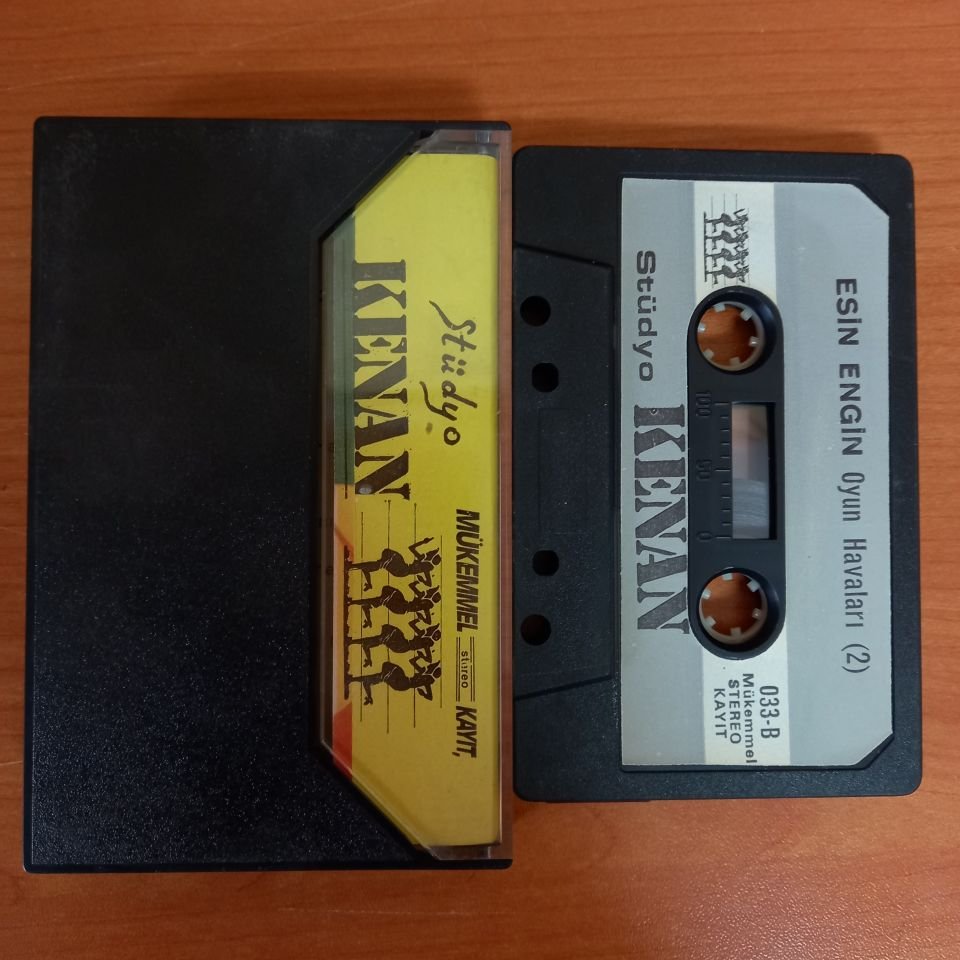 Stüdyo
KENAN
MÜKEMMEL stereo KAYIT,
ESİN ENGİN Oyun Havaları (2)
Stüdyo KENAN
100 50 0
033-B
Mükemmel
STEREO
KAYIT